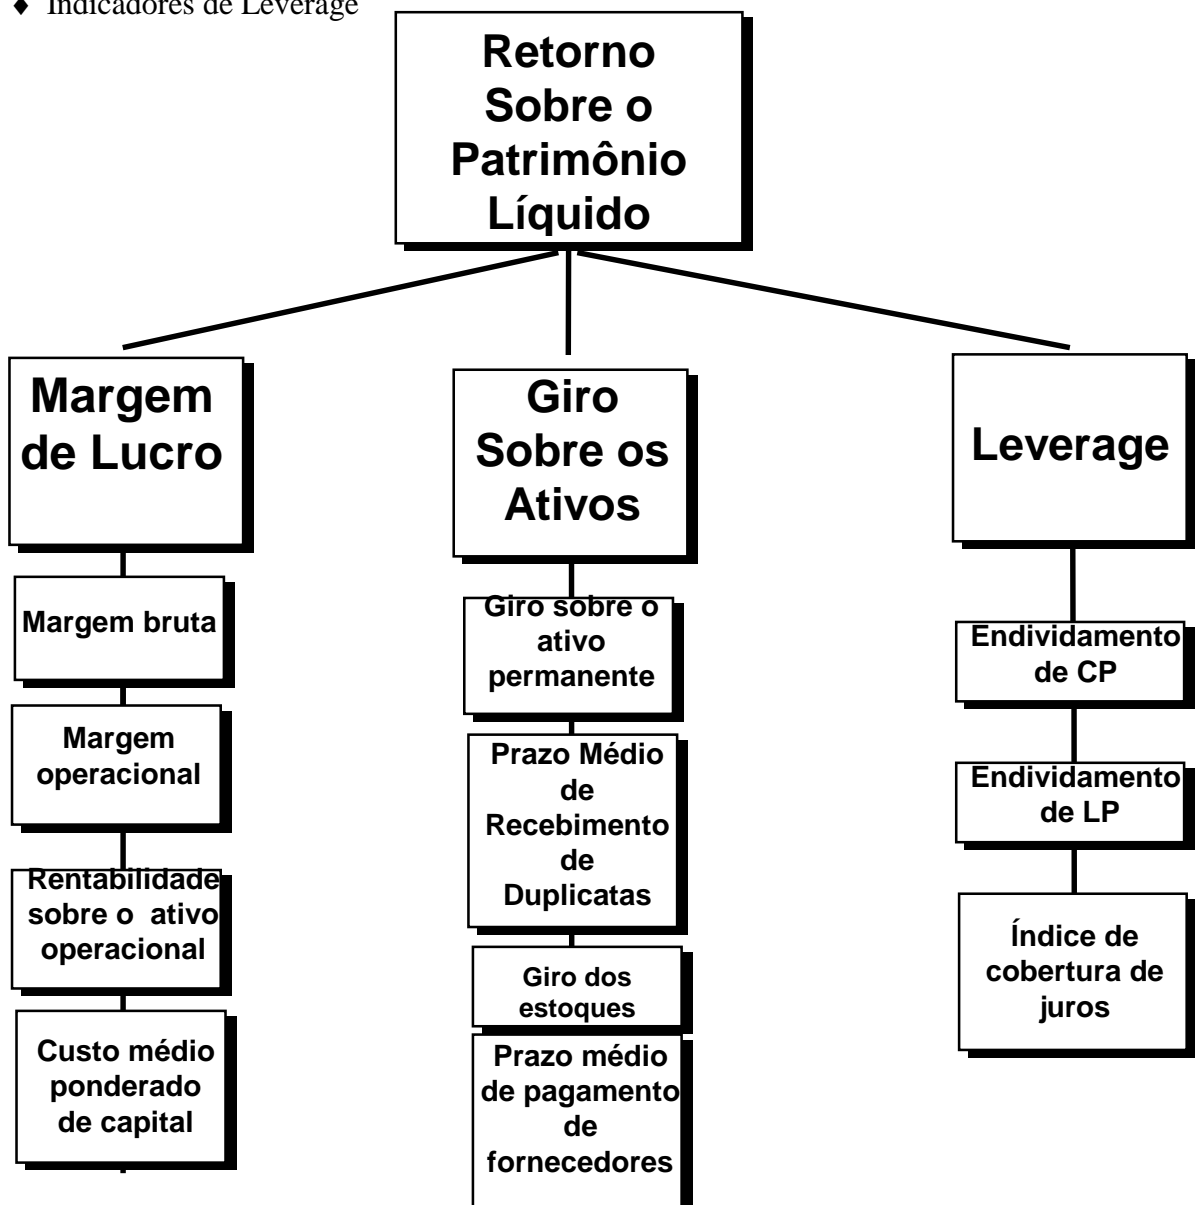 ♦ Indicadores de Leverage
Retorno
Sobre o
Patrimônio
Líquido
Margem
de Lucro
Margem bruta
Margem
operacional
Rentabilidade
sobre o ativo
operacional
Custo médio
ponderado
de capital
Giro
Sobre os
Ativos
Giro sobre o
ativo
permanente
Prazo Médio
de
Recebimento
de
Duplicatas
Giro dos
estoques
Prazo médio
de pagamento
de
fornecedores
Leverage
Endividamento
de CP
Endividamento
de LP
Índice de
cobertura de
juros